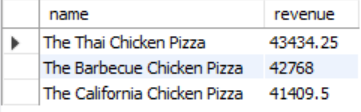 name revenue
The Thai Chicken Pizza 43434.25
The Barbecue Chicken Pizza 42768
The California Chicken Pizza 41409.5